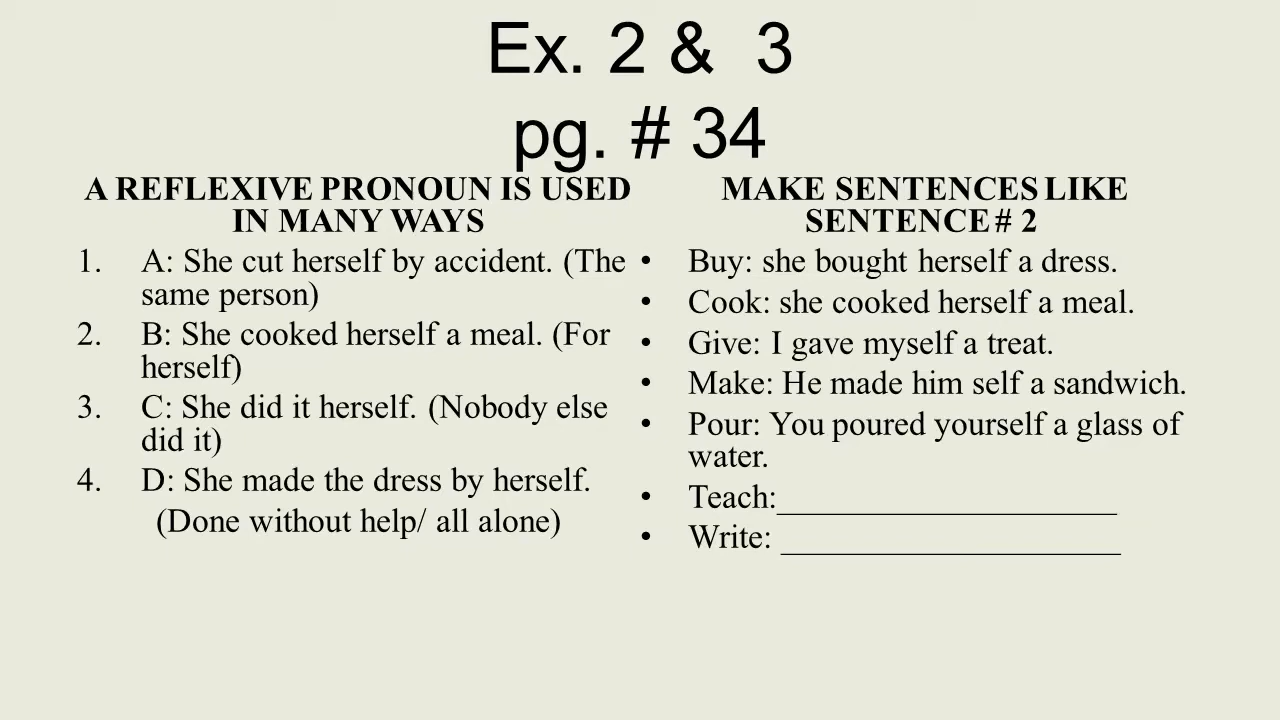 Ex. 2 & 3
pg. # 34
A REFLEXIVE PRONOUN IS USED
IN MANY WAYS
1. A: She cut herself by accident. (The
same person)
2. B: She cooked herself a meal. (For
herself)
3. C: She did it herself. (Nobody else
did it)
4. D: She made the dress by herself.
(Done without help/ all alone)
MAKE SENTENCES LIKE
SENTENCE # 2
• Buy: she bought herself a dress.
• Cook: she cooked herself a meal.
• Give: I gave myself a treat.
• Make: He made him self a sandwich.
• Pour: You poured yourself a glass of
water.
• Teach:____________________
• Write: ____________________